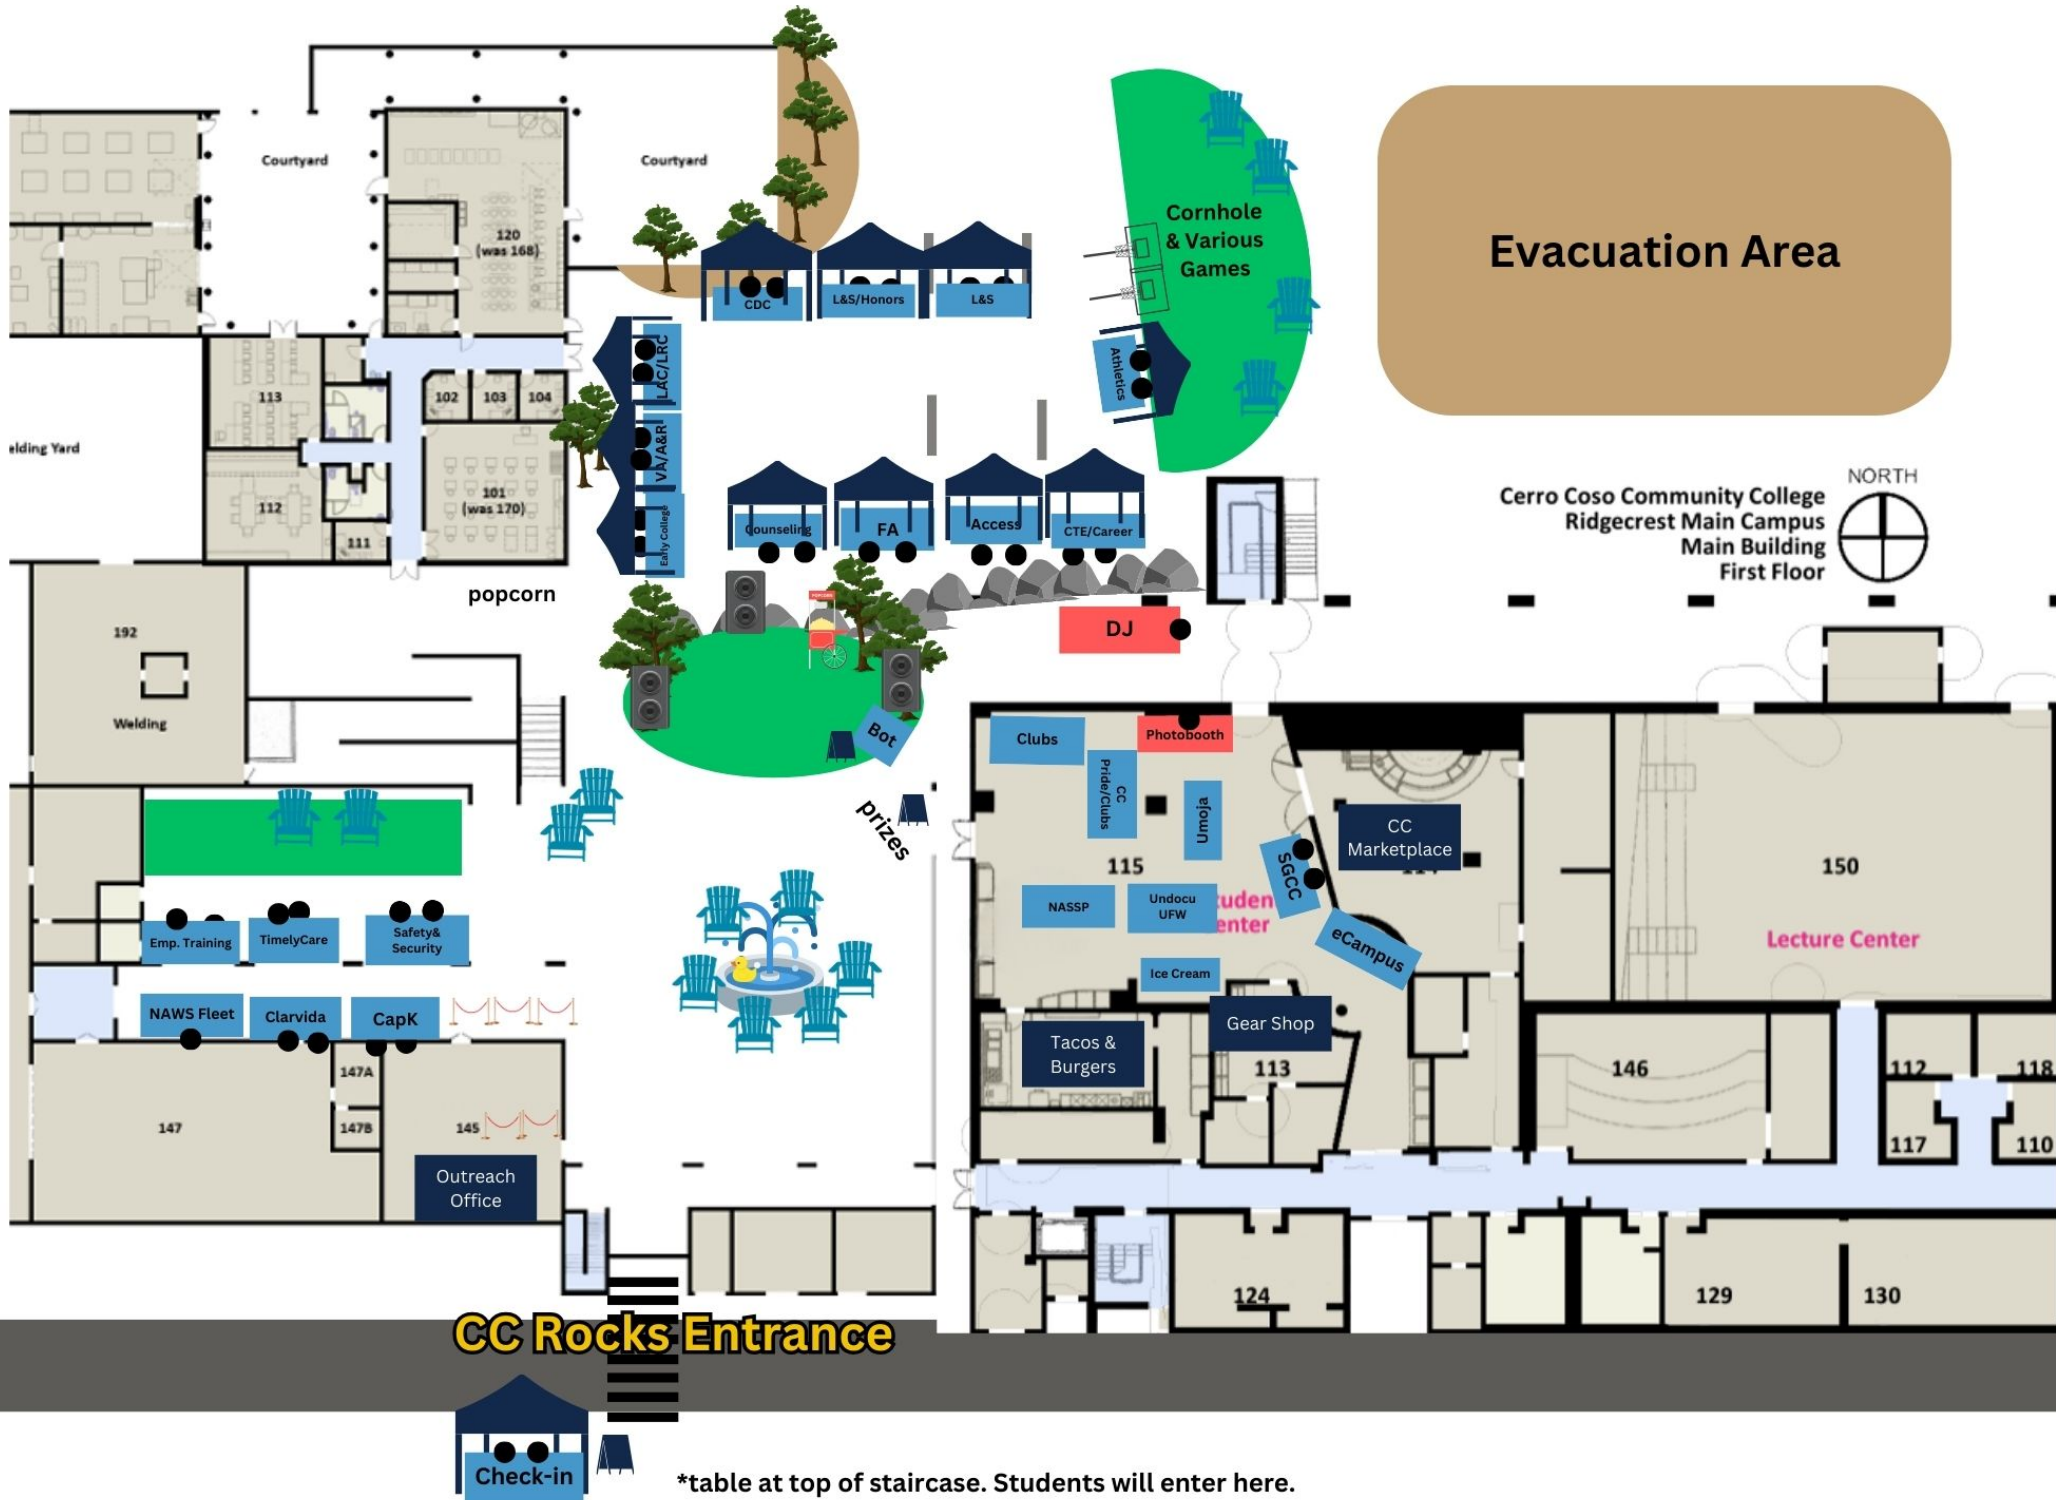 Courtyard
Courtyard
120
(was 168)
Cornhole
& Various
Games
Evacuation Area
CDC
L&S/Honors
L&S
LAC/LRC
Athletics
113
102
103
104
elding Yard
VA/A&R
112
101
(was 170)
111
Early College
Counseling
FA
Access
CTE/Career
NORTH
Cerro Coso Community College
Ridgecrest Main Campus
Main Building
First Floor
popcorn
POPCORN
192
Welding
DJ
Bot
prizes
Clubs
Photobooth
CC
Pride/Clubs
Umoja
CC
Marketplace
115
SGCC
150
NASSP
Undocu
UFW
tuden
enter
eCampus
Lecture Center
Ice Cream
Emp. Training
TimelyCare
Safety&
Security
NAWS Fleet
Clarvida
CapK
Gear Shop
Tacos &
Burgers
113
146
112
118
147A
147
147B
145
117
110
Outreach
Office
124
129
130
CC Rocks Entrance
Check-in
*table at top of staircase. Students will enter here.